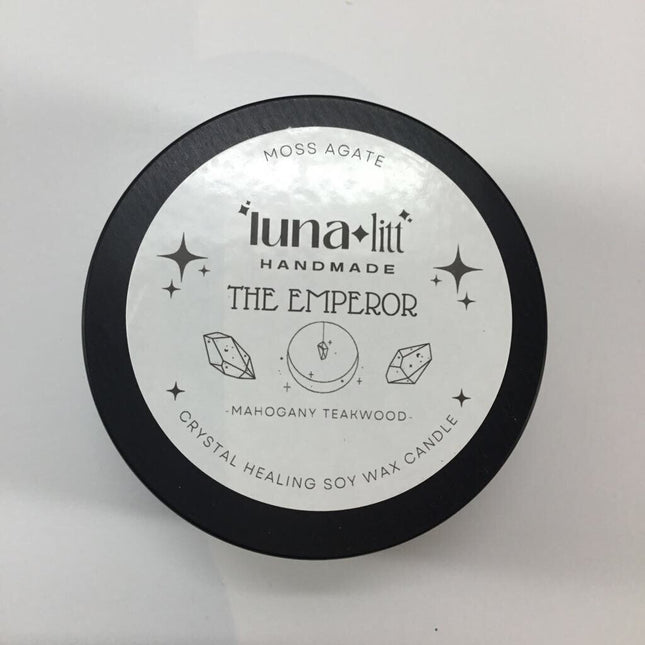 MOSS AGATE
luna litt
HANDMADE
THE EMPEROR
-MAHOGANY TEAKWOOD-
CRYSTAL HEALING SOY WAX CANDLE